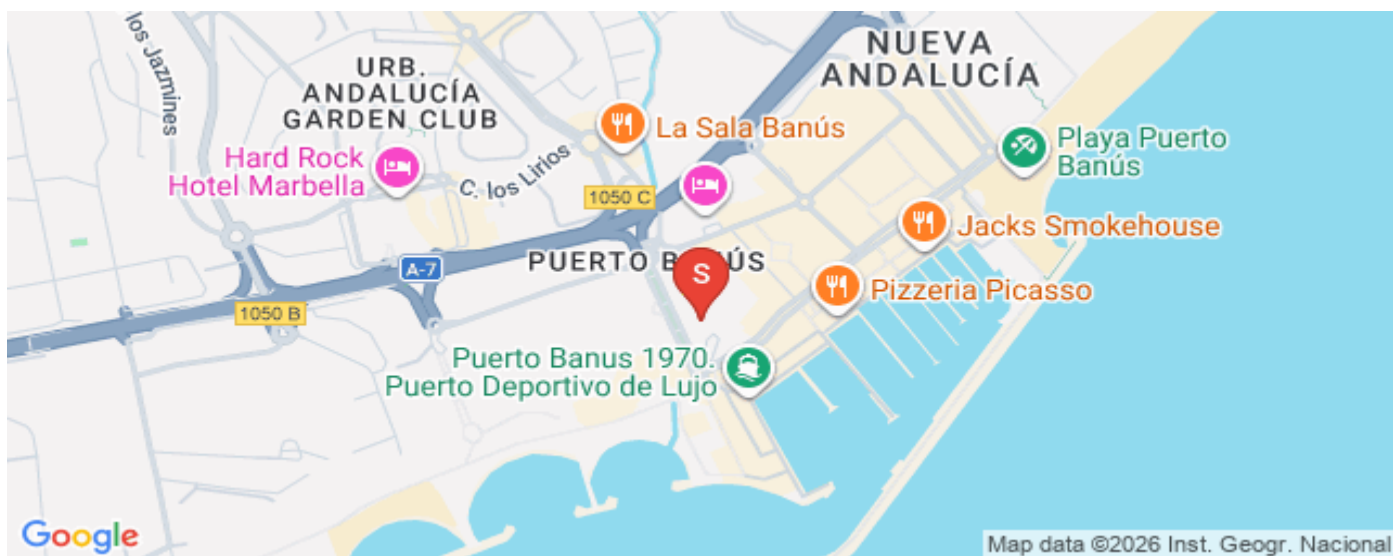 los Jazmines
URB.
ANDALUCÍA
GARDEN CLUB
NUEVA
ANDALUCÍA
La Sala Banús
Hard Rock
Hotel Marbella
C. los Lirios
1050 C
Playa Puerto
Banús
Jacks Smokehouse
A-7
PUERTO BANÚS
S
Pizzeria Picasso
1050 B
Puerto Banus 1970.
Puerto Deportivo de Lujo
Google
Map data ©2026 Inst. Geogr. Nacional